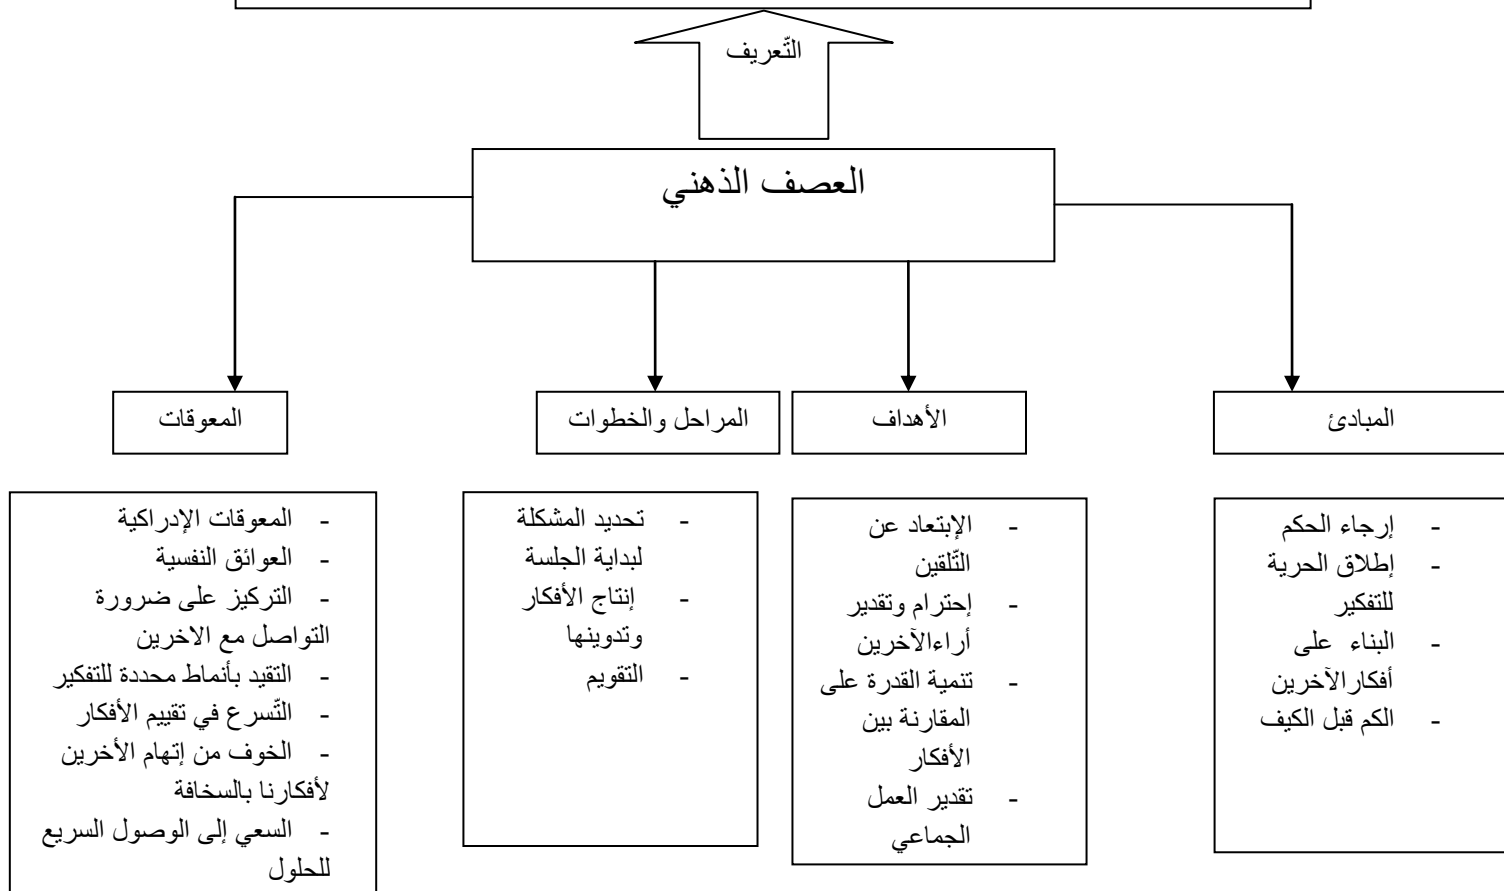 التّعريف
العصف الذهني
المبادئ
الأهداف
المراحل والخطوات
المعوقات
- إرجاء الحكم
- إطلاق الحرية
للتفكير
- البناء على
أفكارالآخرين
- الكم قبل الكيف
- الإبتعاد عن
التّلقين
- إحترام وتقدير
أراءالآخرين
- تنمية القدرة على
المقارنة بين
الأفكار
- تقدير العمل
الجماعي
- تحديد المشكلة
لبداية الجلسة
- إنتاج الأفكار
وتدوينها
- التقويم
- المعوقات الإدراكية
- العوائق النفسية
- التركيز على ضرورة
التواصل مع الاخرين
- التقيد بأنماط محددة للتفكير
- التّسرع في تقييم الأفكار
- الخوف من إتهام الأخرين
لأفكارنا بالسخافة
- السعي إلى الوصول السريع
للحلول